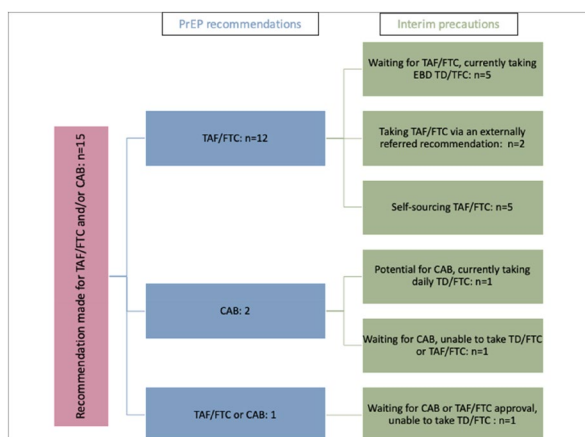 PrEP recommendations
Interim precautions
Recommendation made for TAF/FTC and/or CAB: n=15
TAF/FTC: n=12
Waiting for TAF/FTC, currently taking
EBD TD/TFC: n=5
Taking TAF/FTC via an externally
referred recommendation: n=2
Self-sourcing TAF/FTC: n=5
CAB: 2
Potential for CAB, currently taking
daily TD/FTC: n=1
Waiting for CAB, unable to take TD/FTC
or TAF/FTC: n=1
TAF/FTC or CAB: 1
Waiting for CAB or TAF/FTC approval,
unable to take TD/FTC : n=1